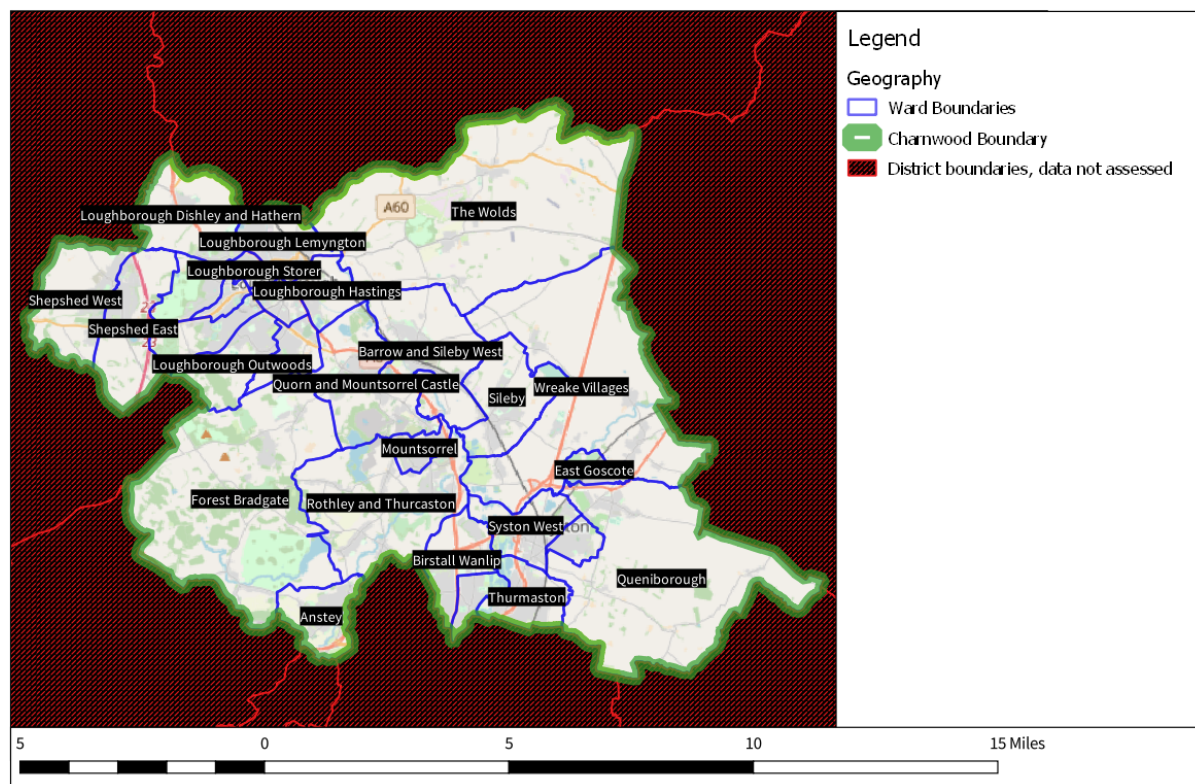 Legend
Geography
Ward Boundaries
Charnwood Boundary
District boundaries, data not assessed
Loughborough Dishley and Hathern
A60
The Wolds
Loughborough Lemyngton
Loughborough Storer
Loughborough Hastings
Shepshed West
Shepshed East
23
Loughborough Outwoods
Barrow and Sileby West
Quorn and Mountsorrel Castle
Sileby
Wreake Villages
Mountsorrel
East Goscote
Forest Bradgate
Rothley and Thurcaston
Syston West
Birstall Wanlip
Queniborough
Thurmaston
Anstey
5 0 5 10 15 Miles